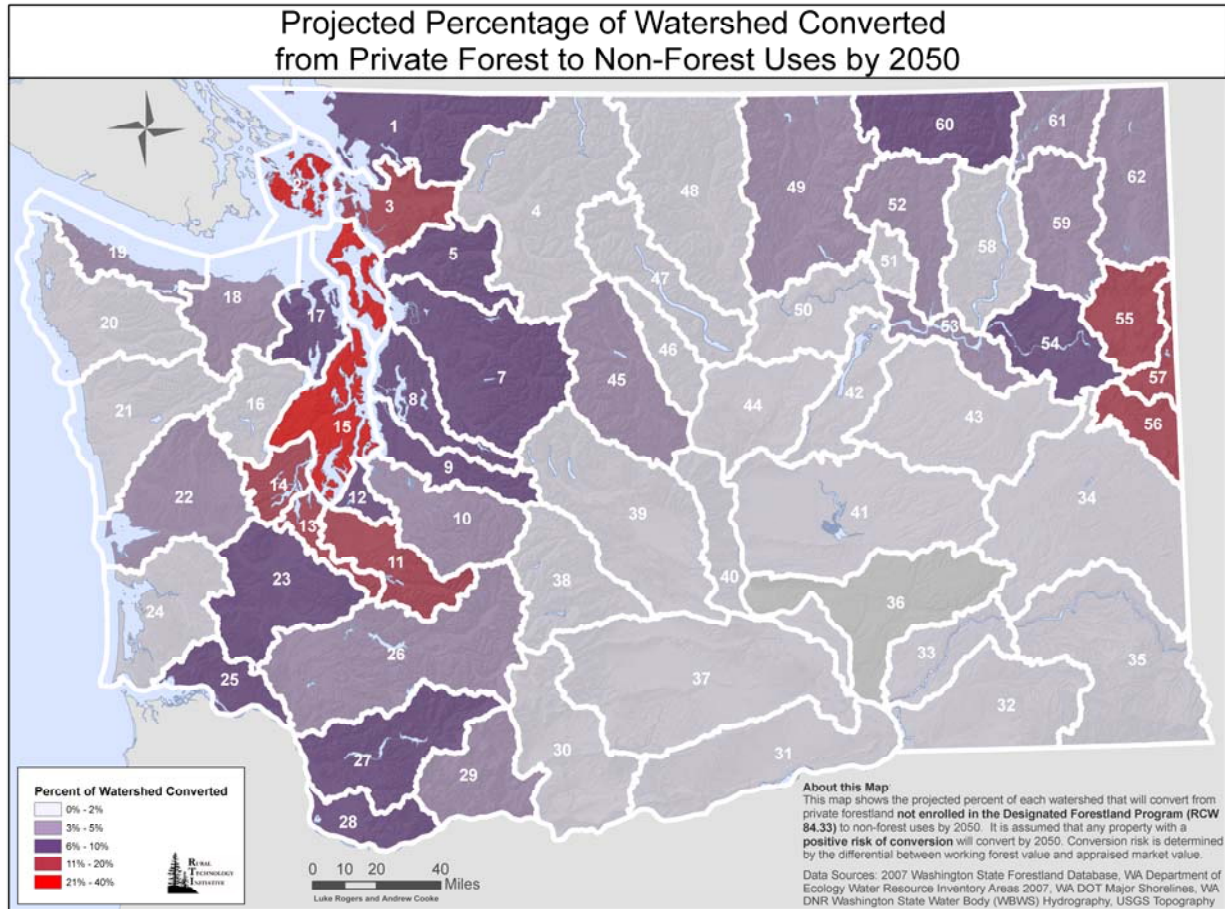 Projected Percentage of Watershed Converted
from Private Forest to Non-Forest Uses by 2050
1
60
61
2
3
48
62
49
4
52
59
5
58
51
19
47
18
50
17
53
55
20
54
46
7
57
45
8
42
16
44
43
56
21
15
9
14
12
34
22
41
10
39
13
11
23
40
38
36
24
33
26
35
25
37
32
27
30
31
29
28
Percent of Watershed Converted
0% - 2%
3% - 5%
6% - 10%
11% - 20%
21% - 40%
RURAL
TECHNOLOGY
INITIATIVE
0 10 20 40
Miles
Luke Rogers and Andrew Cooke
About this Map
This map shows the projected percent of each watershed that will convert from
private forestland not enrolled in the Designated Forestland Program (RCW
84.33) to non-forest uses by 2050. It is assumed that any property with a
positive risk of conversion will convert by 2050. Conversion risk is determined
by the differential between working forest value and appraised market value.
Data Sources: 2007 Washington State Forestland Database, WA Department of
Ecology Water Resource Inventory Areas 2007, WA DOT Major Shorelines, WA
DNR Washington State Water Body (WBWS) Hydrography, USGS Topography